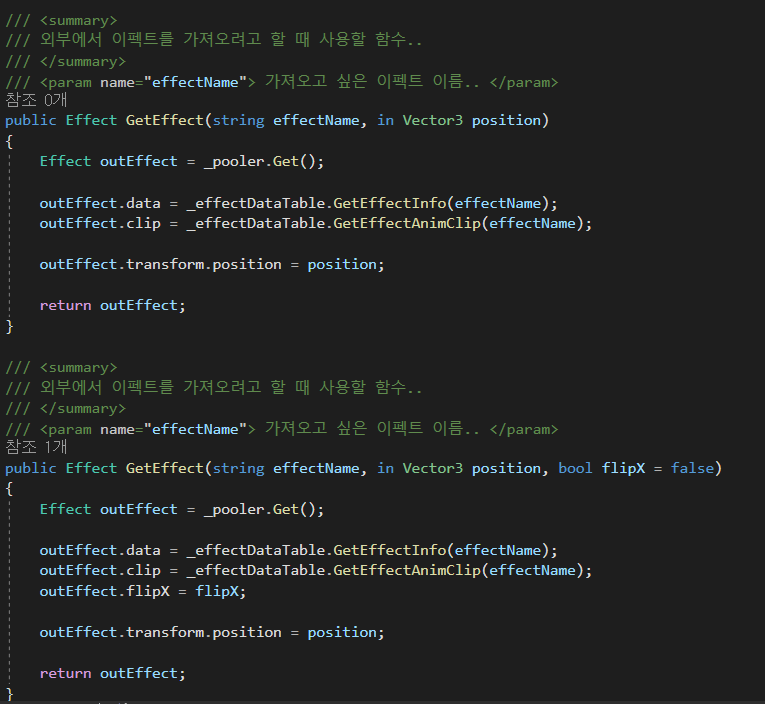 /// <summary>
/// 외부에서 이펙트를 가져오려고 할 때 사용할 함수..
/// </summary>
/// <param name="effectName"> 가져오고 싶은 이펙트 이름.. </param>
참조 0개
public Effect GetEffect(string effectName, in Vector3 position)
{
Effect outEffect = _pooler.Get();
outEffect.data = _effectDataTable.GetEffectInfo(effectName);
outEffect.clip = _effectDataTable.GetEffectAnimClip(effectName);
outEffect.transform.position = position;
return outEffect;
}
/// <summary>
/// 외부에서 이펙트를 가져오려고 할 때 사용할 함수..
/// </summary>
/// <param name="effectName"> 가져오고 싶은 이펙트 이름.. </param>
참조 1개
public Effect GetEffect(string effectName, in Vector3 position, bool flipX = false)
{
Effect outEffect = _pooler.Get();
outEffect.data = _effectDataTable.GetEffectInfo(effectName);
outEffect.clip = _effectDataTable.GetEffectAnimClip(effectName);
outEffect.flipX = flipX;
outEffect.transform.position = position;
return outEffect;
}